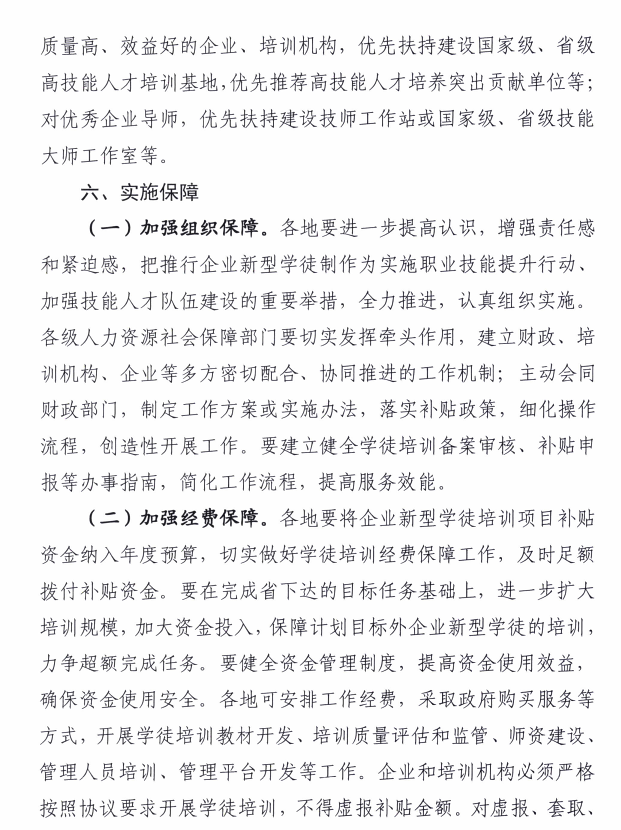 质量高、效益好的企业、培训机构，优先扶持建设国家级、省级
高技能人才培训基地，优先推荐高技能人才培养突出贡献单位等；
对优秀企业导师，优先扶持建设技师工作站或国家级、省级技能
大师工作室等。
六、实施保障
（一）加强组织保障。各地要进一步提高认识，增强责任感
和紧迫感，把推行企业新型学徒制作为实施职业技能提升行动、
加强技能人才队伍建设的重要举措，全力推进，认真组织实施。
各级人力资源社会保障部门要切实发挥牵头作用，建立财政、培
训机构、企业等多方密切配合、协同推进的工作机制；主动会同
财政部门，制定工作方案或实施办法，落实补贴政策，细化操作
流程，创造性开展工作。要建立健全学徒培训备案审核、补贴申
报等办事指南，简化工作流程，提高服务效能。
（二）加强经费保障。各地要将企业新型学徒培训项目补贴
资金纳入年度预算，切实做好学徒培训经费保障工作，及时足额
拨付补贴资金。要在完成省下达的目标任务基础上，进一步扩大
培训规模，加大资金投入，保障计划目标外企业新型学徒的培训，
力争超额完成任务。要健全资金管理制度，提高资金使用效益，
确保资金使用安全。各地可安排工作经费，采取政府购买服务等
方式，开展学徒培训教材开发、培训质量评估和监管、师资建设、
管理人员培训、管理平台开发等工作。企业和培训机构必须严格
按照协议要求开展学徒培训，不得虚报补贴金额。对虚报、套取、